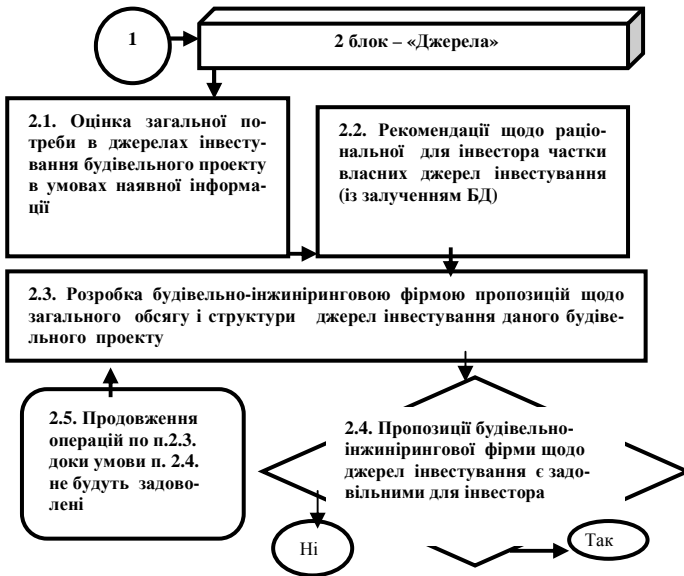 1
2 блок – «Джерела»
2.1. Оцінка загальної по-
треби в джерелах інвесту-
вання будівельного проекту
в умовах наявної інформа-
ції
2.2. Рекомендації щодо раціо-
нальної для інвестора частки
власних джерел інвестування
(із залученням БД)
2.3. Розробка будівельно-інжиніринговою фірмою пропозицій щодо
загального обсягу і структури джерел інвестування даного будіве-
льного проекту
2.5. Продовження
операцій по п.2.3.
доки умови п. 2.4.
не будуть задово-
лені
2.4. Пропозиції будівельно-
інжинірингової фірми щодо
джерел інвестування є задо-
вільними для інвестора
Ні
Так